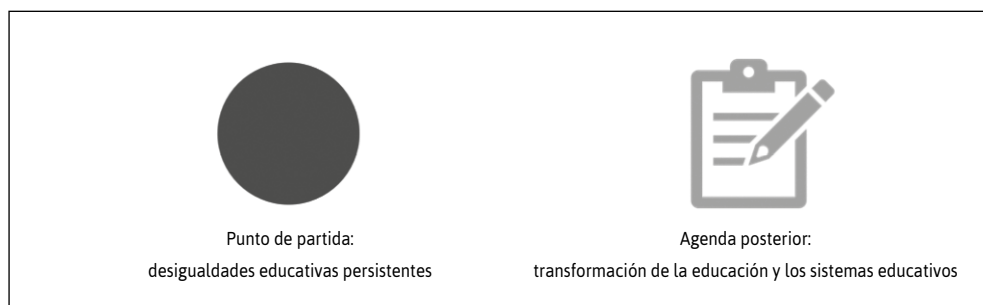 Punto de partida:
desigualdades educativas persistentes
Agenda posterior:
transformación de la educación y los sistemas educativos